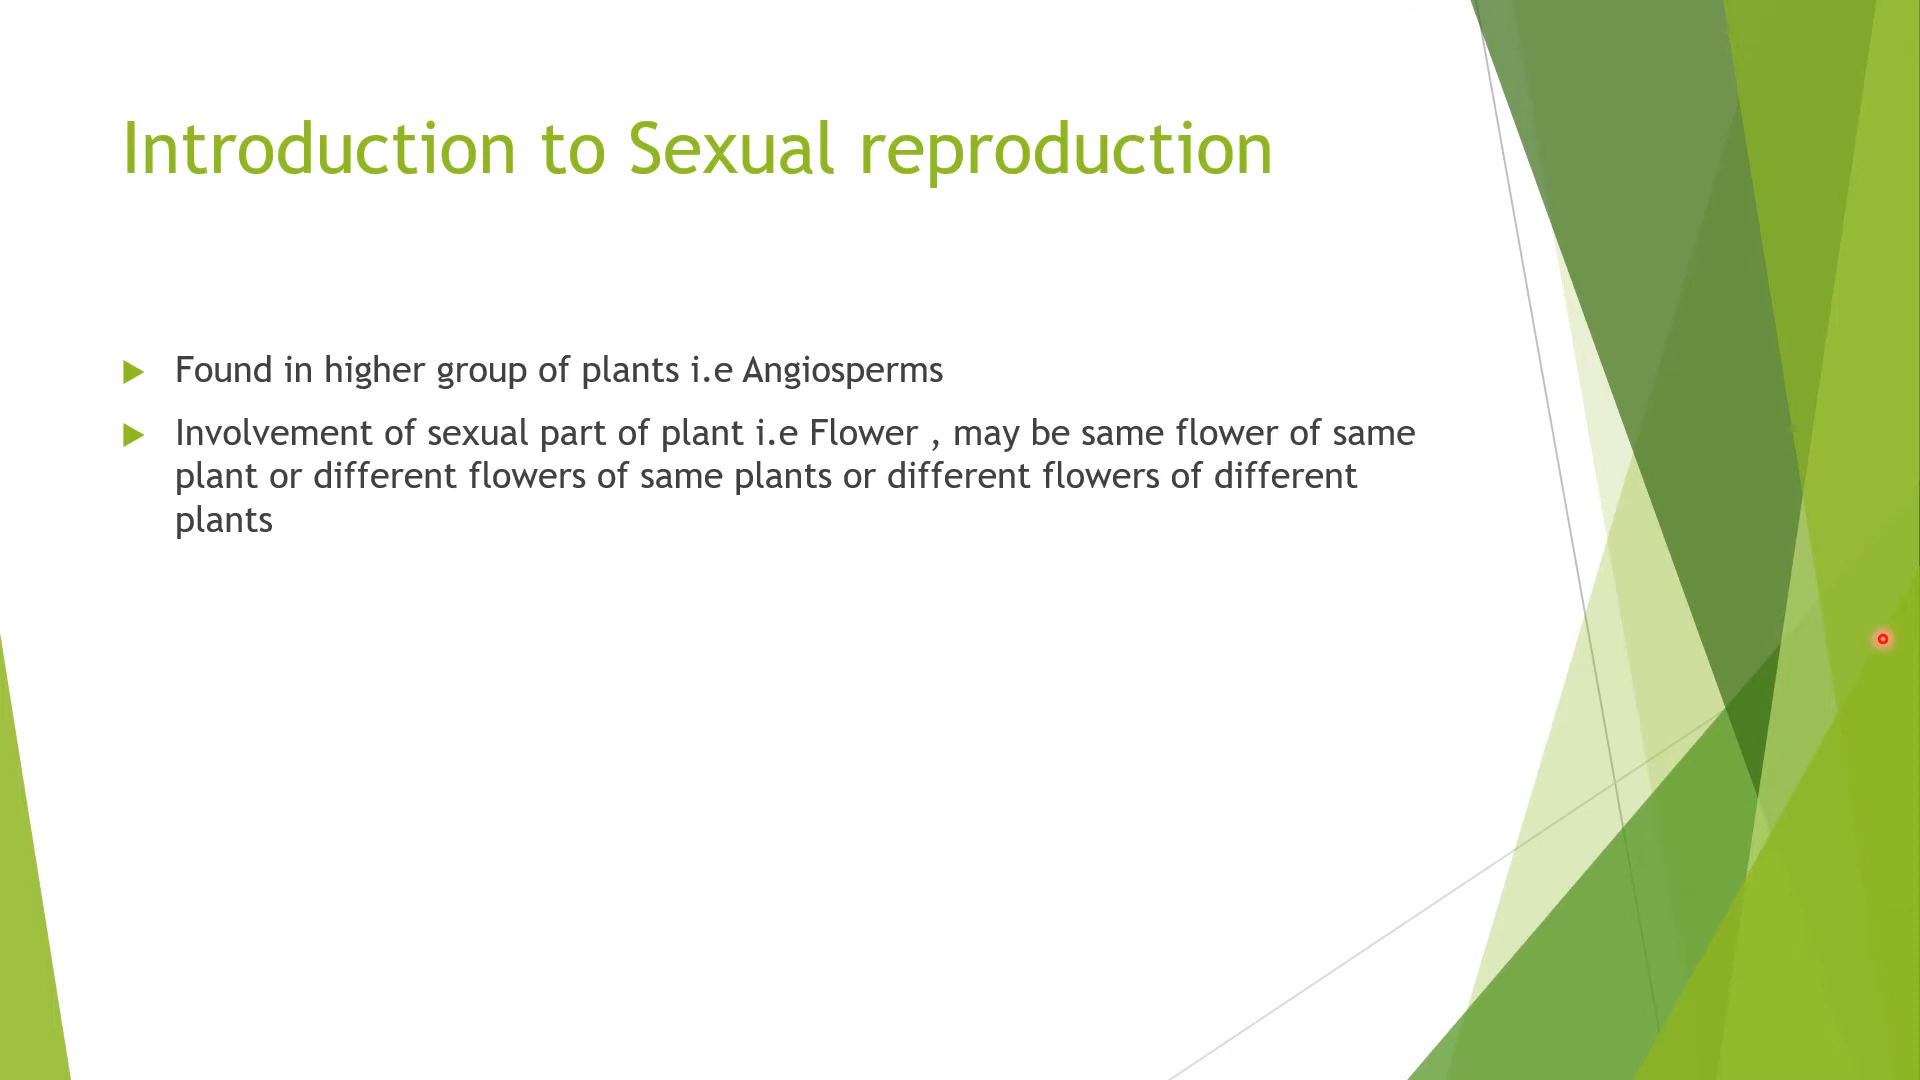 Introduction to Sexual reproduction
Found in higher group of plants i.e Angiosperms
Involvement of sexual part of plant i.e Flower , may be same flower of same
plant or different flowers of same plants or different flowers of different
plants